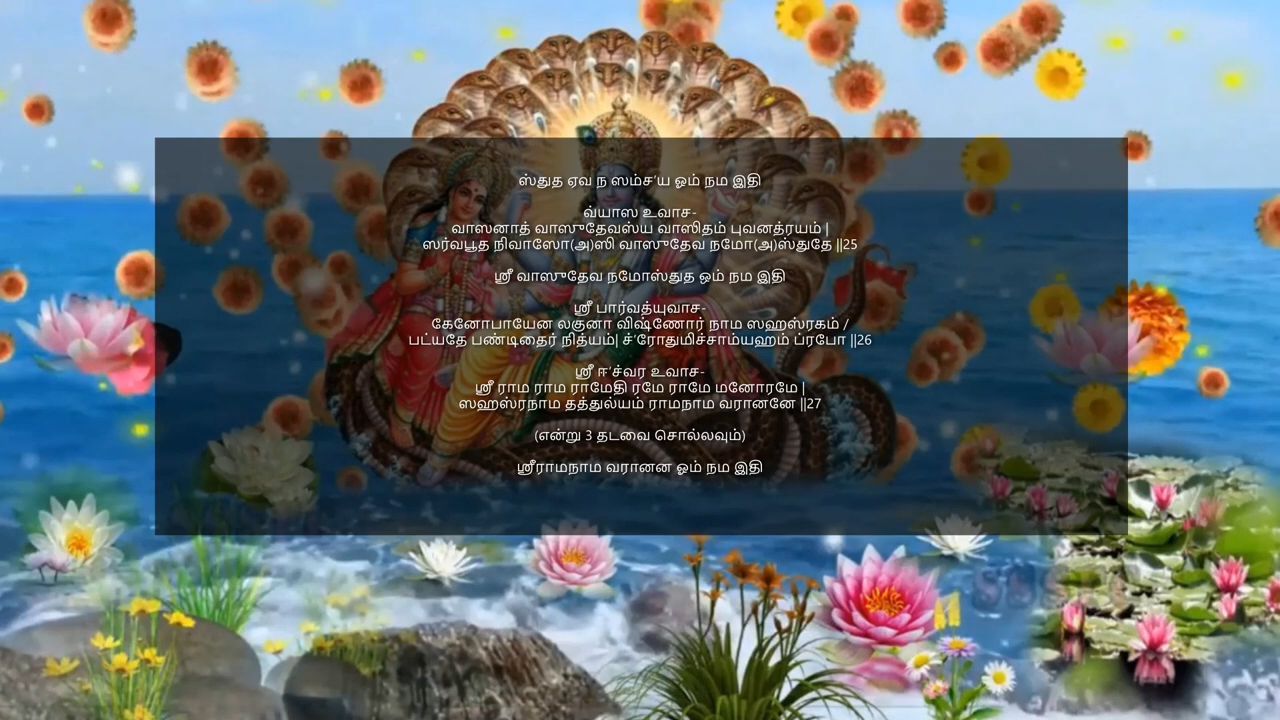 ஸ்துத ஏவ ந ஸம்ச’ய ஓம் நம இதி
வ்யாஸ உவாச-
வாஸனாத் வாஸுதேவஸ்ய வாஸிதம் புவனத்ரயம் |
ஸர்வபூத நிவாஸோ(அ)ஸி வாஸுதேவ நமோ(அ)ஸ்துதே ||25
ஸ்ரீ வாஸுதேவ நமோஸ்துத ஒம் நம இதி
ஸ்ரீ பார்வத்யுவாச-
கேனோபாயேன லகுனா விஷ்ணோர் நாம ஸஹஸ்ரகம் /
பட்யதே பண்டிதைர் நித்யம்| ச்’ரோதுமிச்சாம்யஹம் ப்ரபோ ||26
ஸ்ரீ ஈ’ச்வர உவாச-
ஸ்ரீ ராம ராம ராமேதி ரமே ராமே மனோரமே |
ஸஹஸ்ரநாம தத்துல்யம் ராமநாம வரானனே ||27
(என்று 3 தடவை சொல்லவும்)
ஸ்ரீராமநாம வரானன ஓம் நம இதி